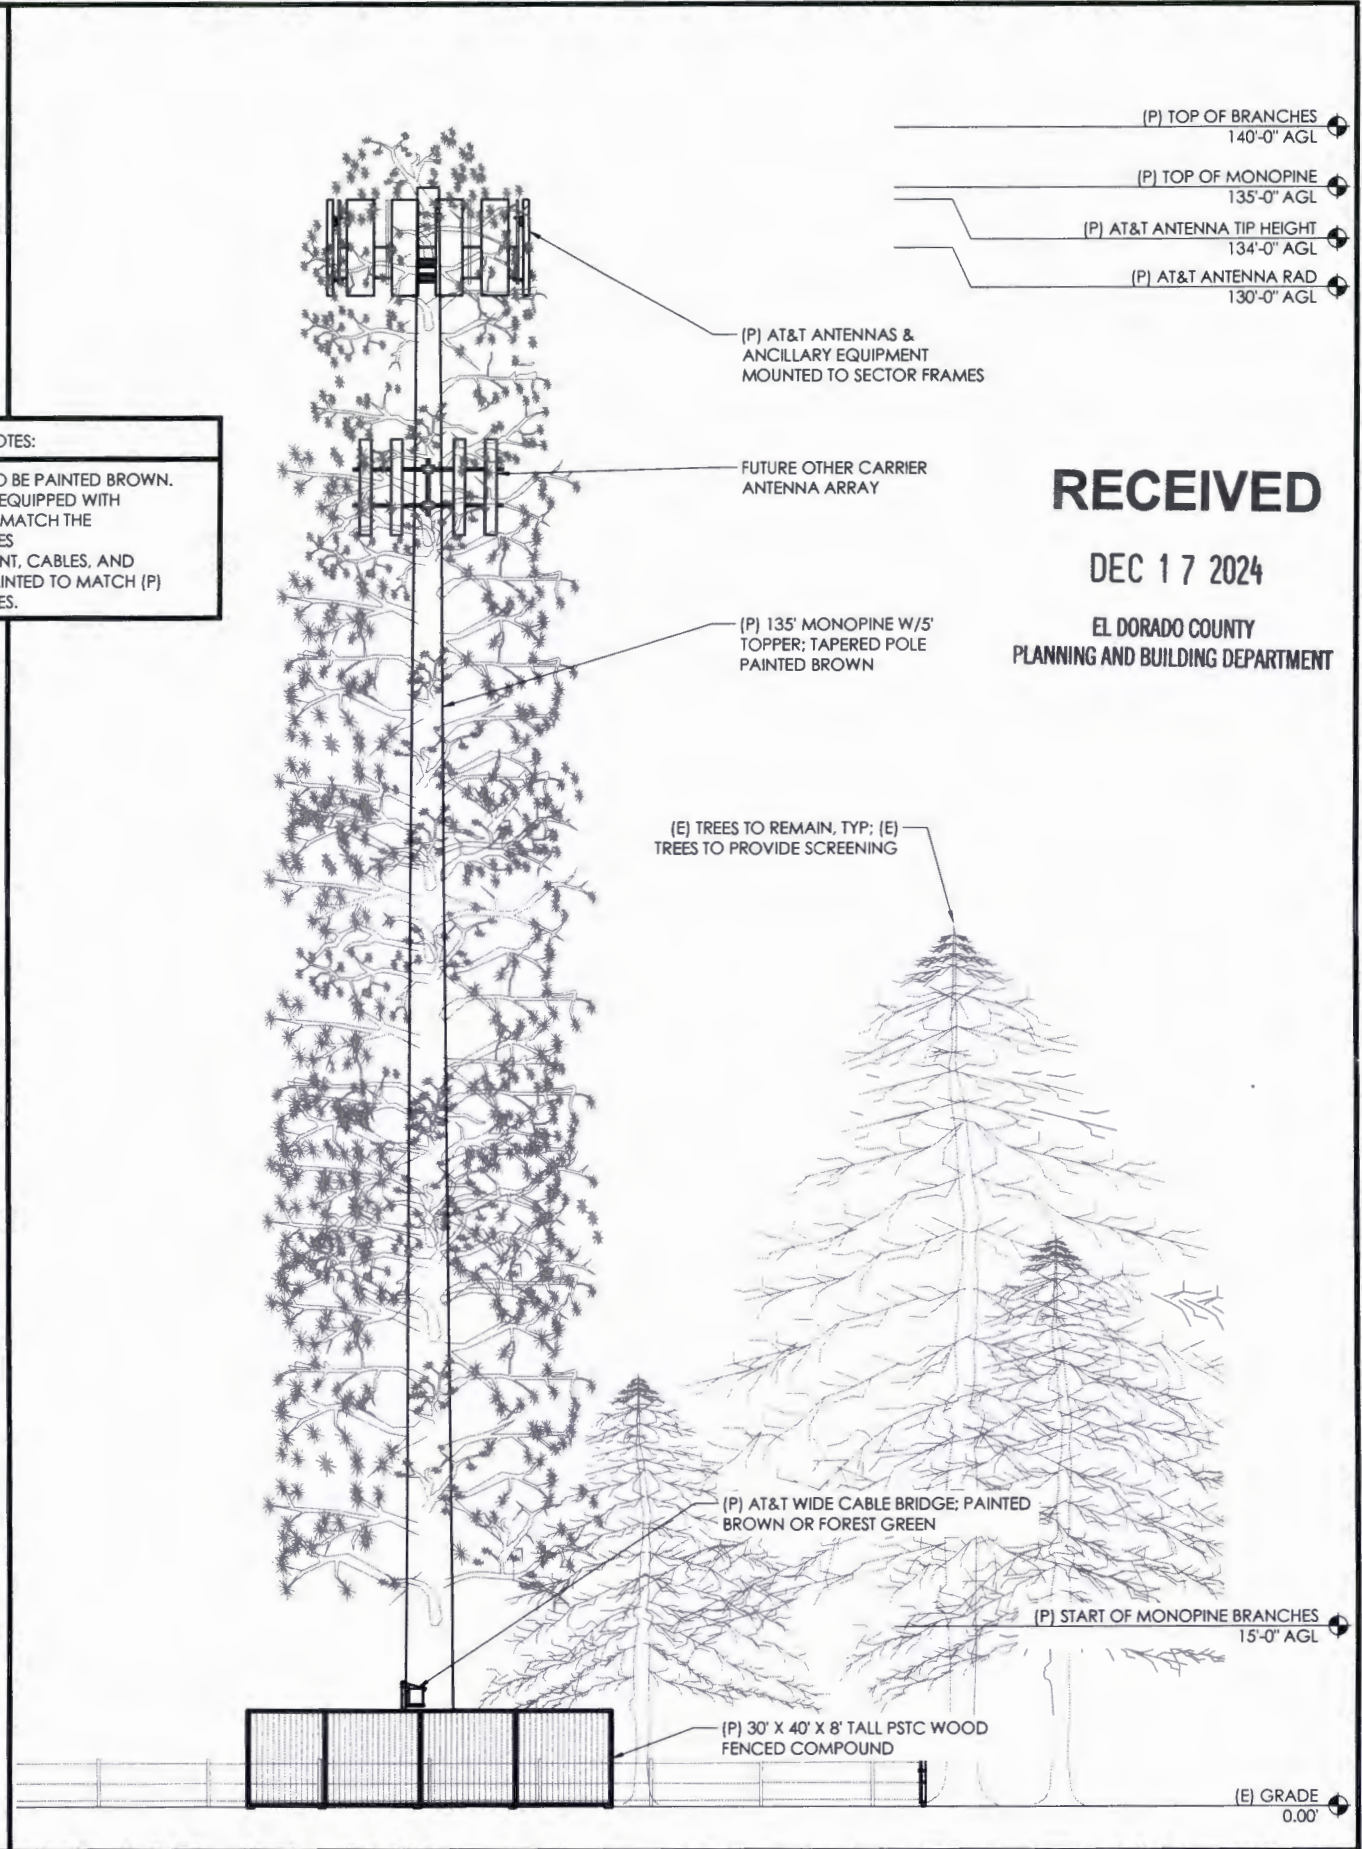 (P) TOP OF BRANCHES
140'-0" AGL
(P) TOP OF MONOPINE
135'-0" AGL
(P) AT&T ANTENNA TIP HEIGHT
134'-0" AGL
(P) AT&T ANTENNA RAD
130'-0" AGL
(P) AT&T ANTENNAS &
ANCILLARY EQUIPMENT
MOUNTED TO SECTOR FRAMES
OTES:
O BE PAINTED BROWN.
EQUIPPED WITH
MATCH THE
ES
NT, CABLES, AND
INTED TO MATCH (P)
ES.
FUTURE OTHER CARRIER
ANTENNA ARRAY
RECEIVED
DEC 17 2024
EL DORADO COUNTY
PLANNING AND BUILDING DEPARTMENT
(P) 135' MONOPINE W/5'
TOPPER; TAPERED POLE
PAINTED BROWN
(E) TREES TO REMAIN, TYP; (E)
TREES TO PROVIDE SCREENING
(P) AT&T WIDE CABLE BRIDGE; PAINTED
BROWN OR FOREST GREEN
(P) START OF MONOPINE BRANCHES
15'-0" AGL
(P) 30' X 40' X 8' TALL PSTC WOOD
FENCED COMPOUND
(E) GRADE
0.00'